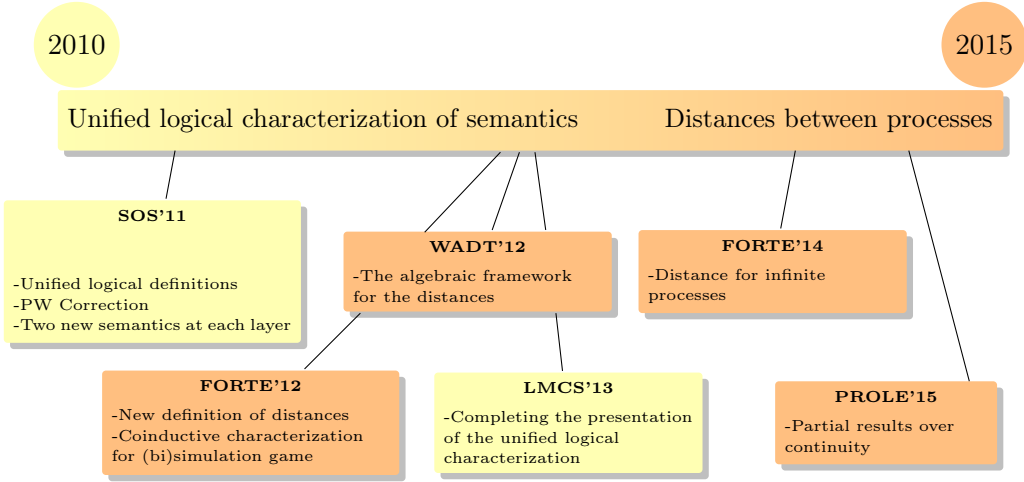 2010
2015
Unified logical characterization of semantics
Distances between processes
SOS'11
-Unified logical definitions
-PW Correction
-Two new semantics at each layer
WADT'12
-The algebraic framework
for the distances
FORTE'14
-Distance for infinite
processes
FORTE'12
-New definition of distances
-Coinductive characterization
for (bi)simulation game
LMCS'13
-Completing the presentation
of the unified logical
characterization
PROLE'15
-Partial results over
continuity